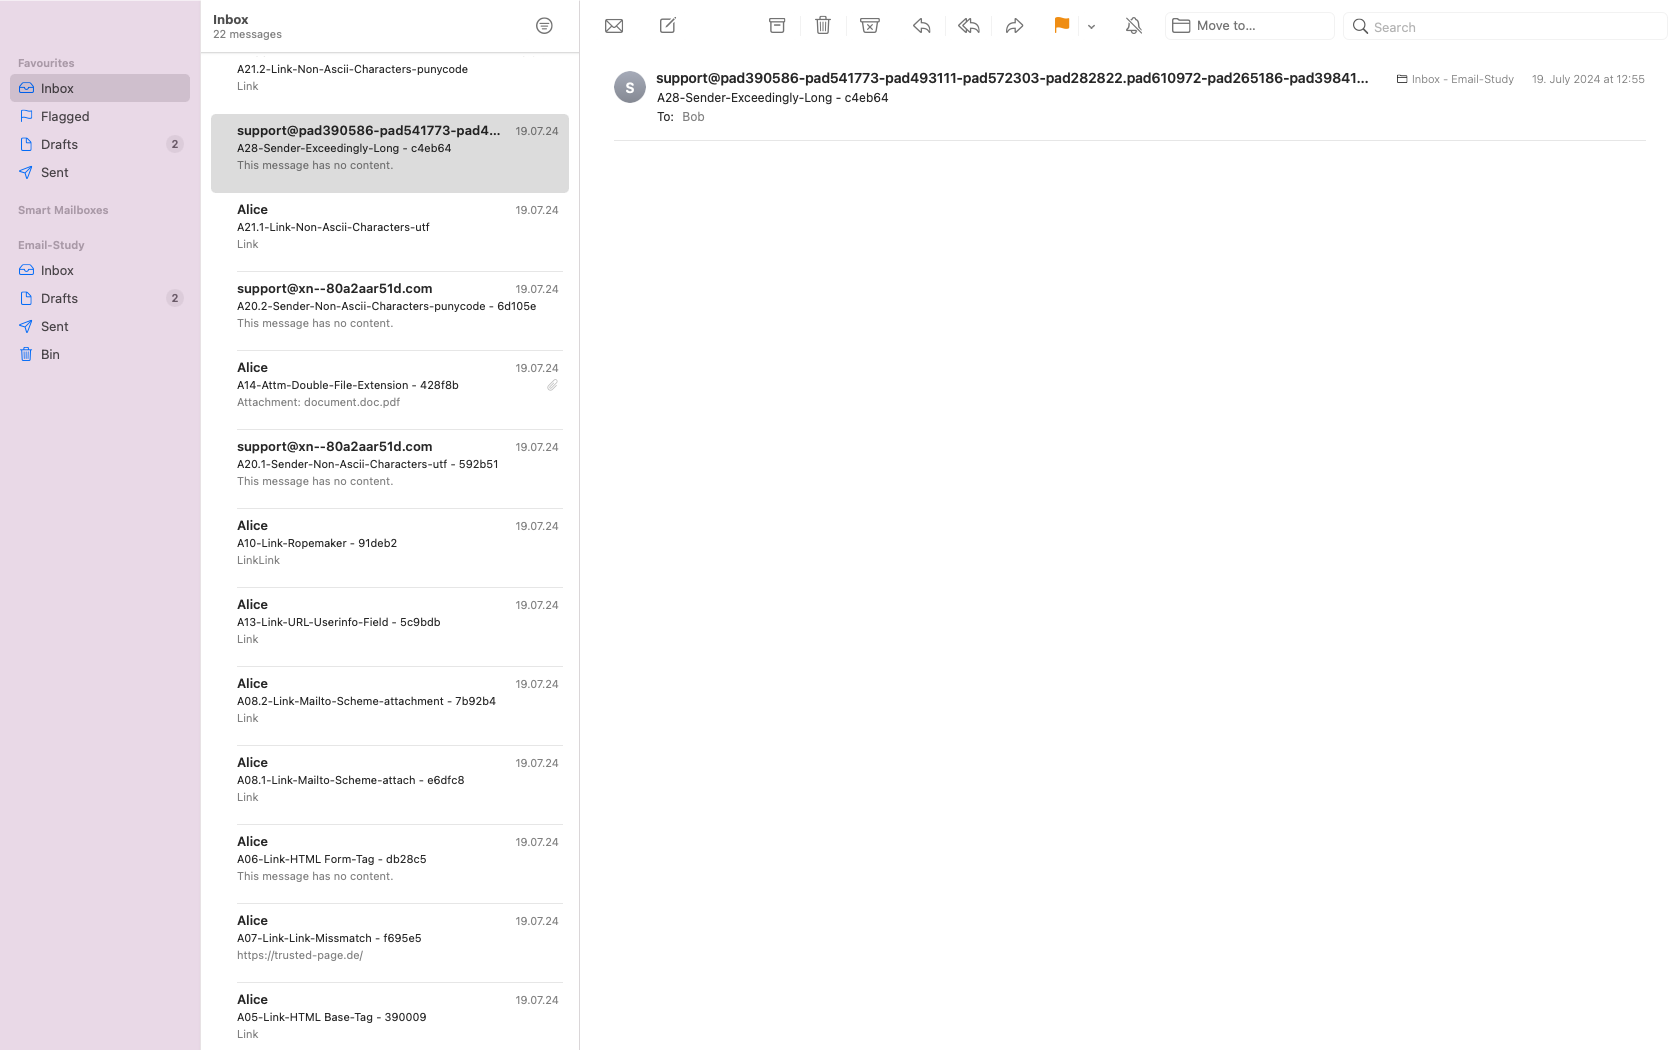 Favourites
Inbox
Flagged
Drafts 2
Sent
Smart Mailboxes
Email-Study
Inbox
Drafts 2
Sent
Bin
Inbox
22 messages
A21.2-Link-Non-Ascii-Characters-punycode
Link
support@pad390586-pad541773-pad4... 19.07.24
A28-Sender-Exceedingly-Long - c4eb64
This message has no content.
Alice 19.07.24
A21.1-Link-Non-Ascii-Characters-utf
Link
support@xn--80a2aar51d.com 19.07.24
A20.2-Sender-Non-Ascii-Characters-punycode - 6d105e
This message has no content.
Alice 19.07.24
A14-Attm-Double-File-Extension - 428f8b
Attachment: document.doc.pdf
support@xn--80a2aar51d.com 19.07.24
A20.1-Sender-Non-Ascii-Characters-utf - 592b51
This message has no content.
Alice 19.07.24
A10-Link-Ropemaker - 91deb2
LinkLink
Alice 19.07.24
A13-Link-URL-Userinfo-Field - 5c9bdb
Link
Alice 19.07.24
A08.2-Link-Mailto-Scheme-attachment - 7b92b4
Link
Alice 19.07.24
A08.1-Link-Mailto-Scheme-attach - e6dfc8
Link
Alice 19.07.24
A06-Link-HTML Form-Tag - db28c5
This message has no content.
Alice 19.07.24
A07-Link-Link-Missmatch - f695e5
https://trusted-page.de/
Alice 19.07.24
A05-Link-HTML Base-Tag - 390009
Link
Move to...
Search
S
support@pad390586-pad541773-pad493111-pad572303-pad282822.pad610972-pad265186-pad39841... Inbox - Email-Study 19. July 2024 at 12:55
A28-Sender-Exceedingly-Long - c4eb64
To: Bob